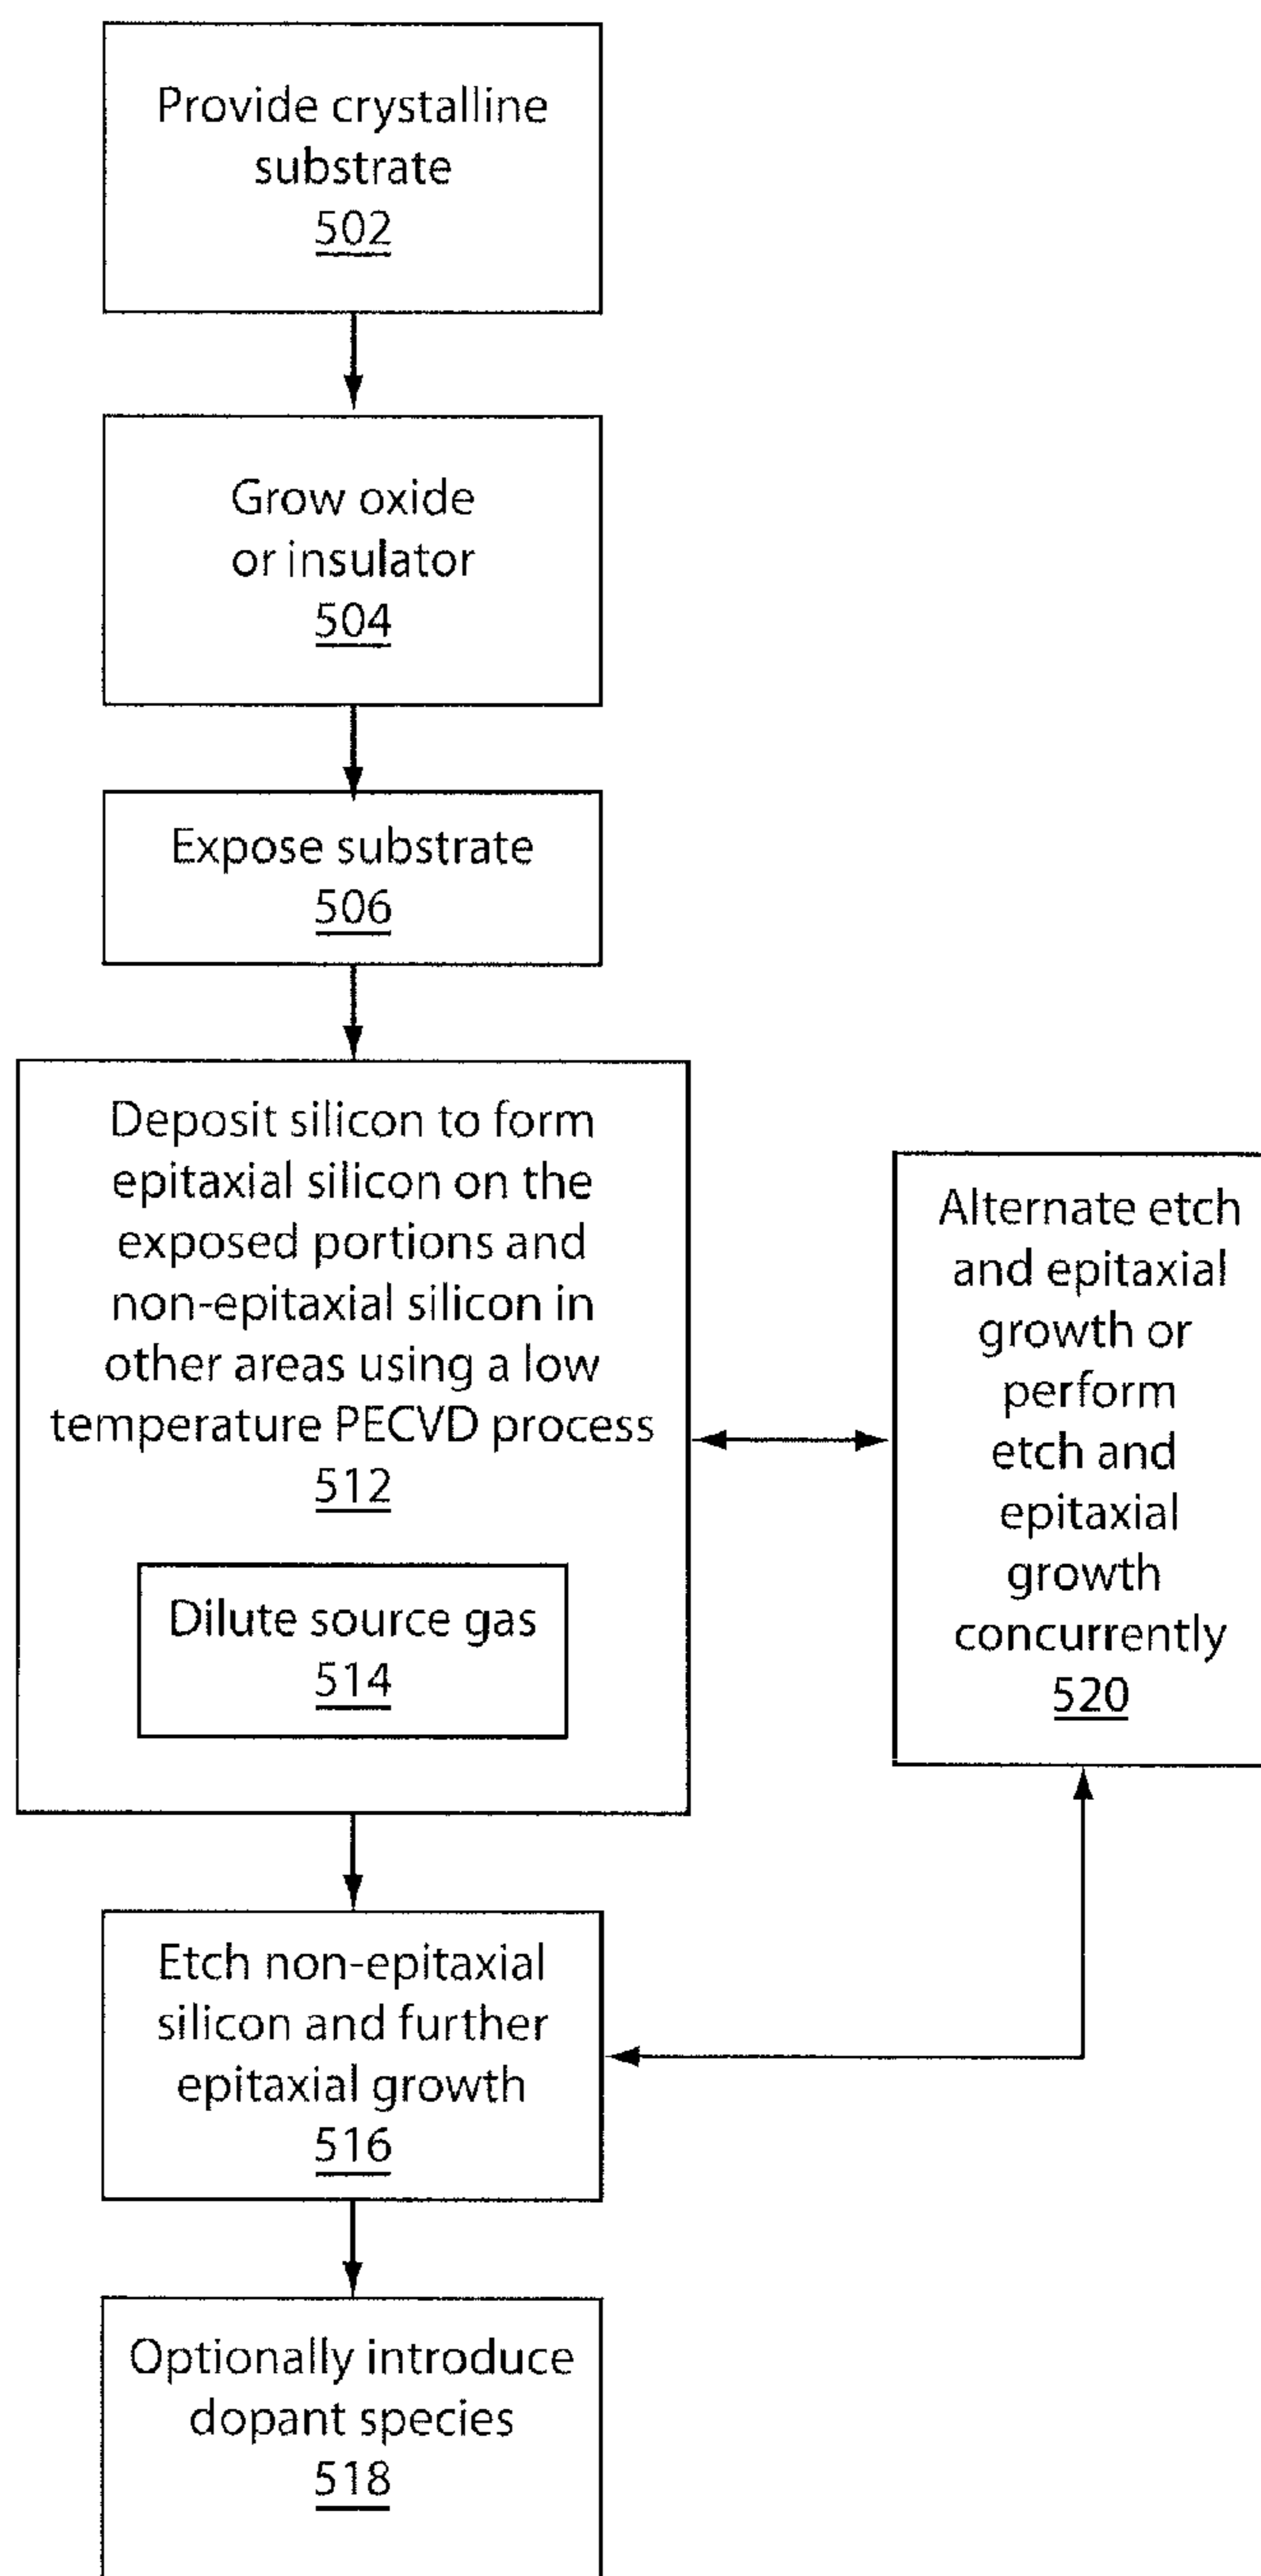 Provide crystalline
substrate
502
Grow oxide
or insulator
504
Expose substrate
506
Deposit silicon to form
epitaxial silicon on the
exposed portions and
non-epitaxial silicon in
other areas using a low
temperature PECVD process
512
Dilute source gas
514
Alternate etch
and epitaxial
growth or
perform
etch and
epitaxial
growth
concurrently
520
Etch non-epitaxial
silicon and further
epitaxial growth
516
Optionally introduce
dopant species
518